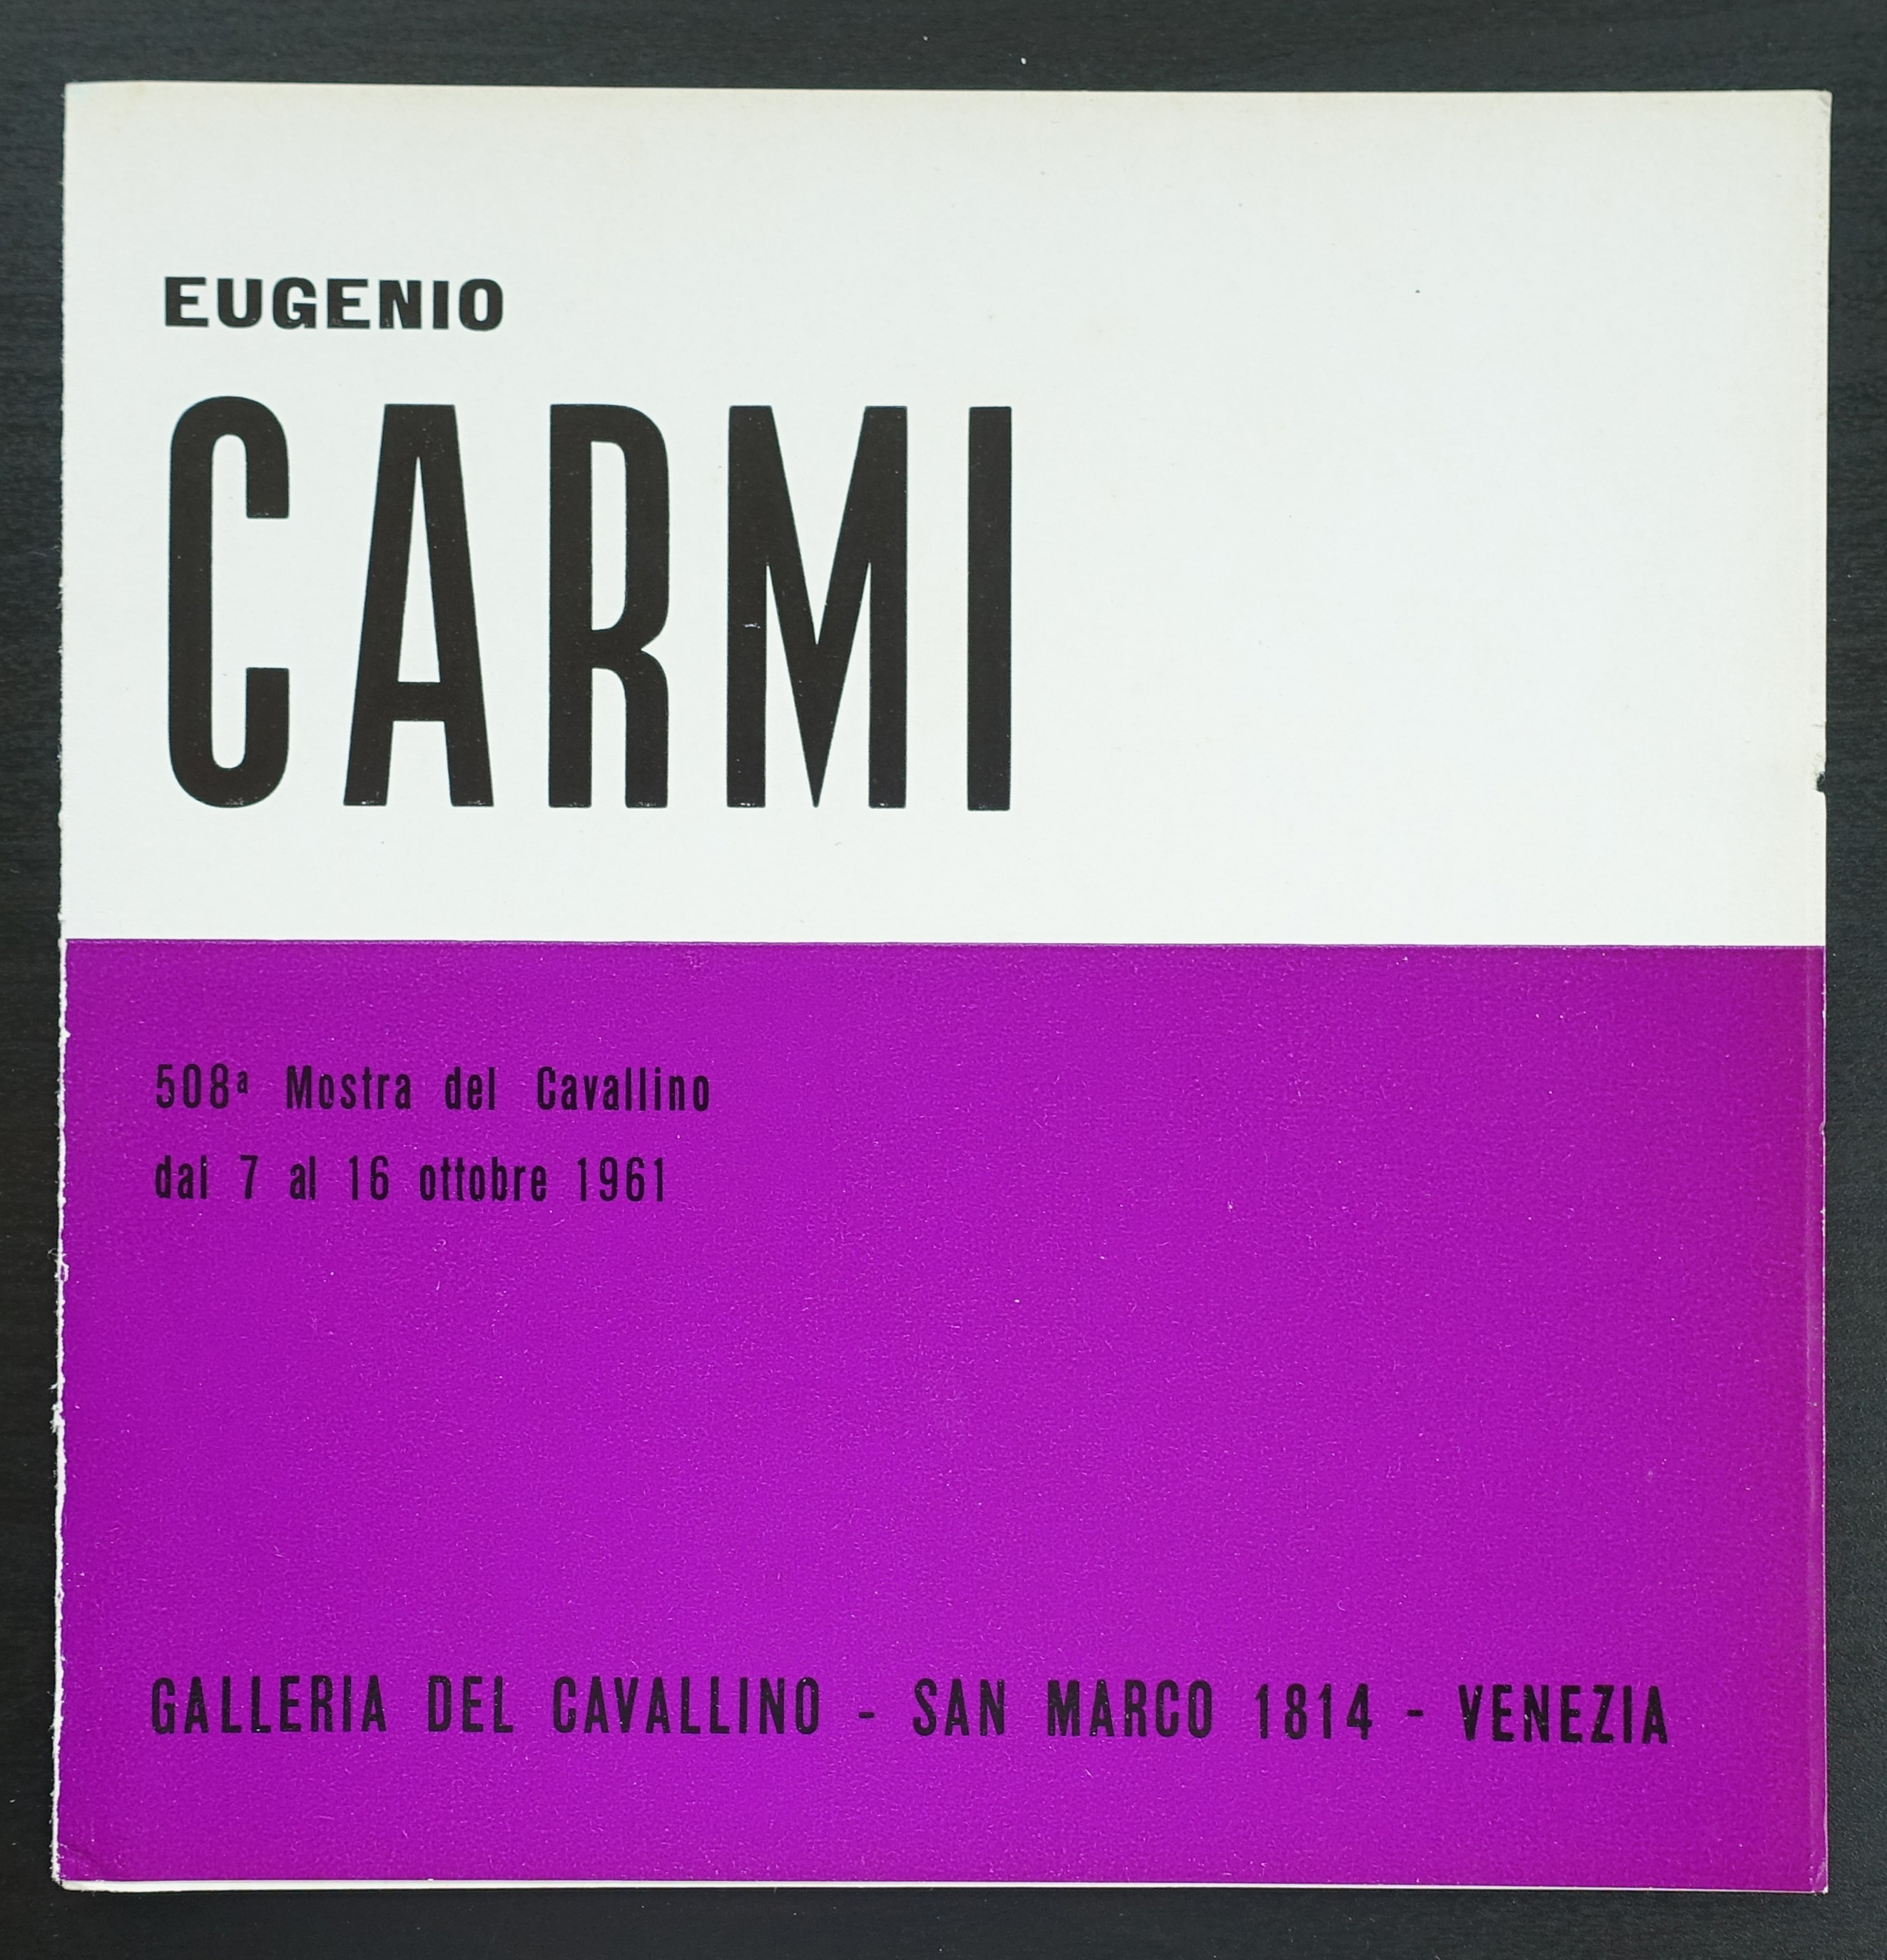 EUGENIO
CARMI
508ª Mostra del Cavallino
dal 7 al 16 ottobre 1961
GALLERIA DEL CAVALLINO - SAN MARCO 1814 - VENEZIA